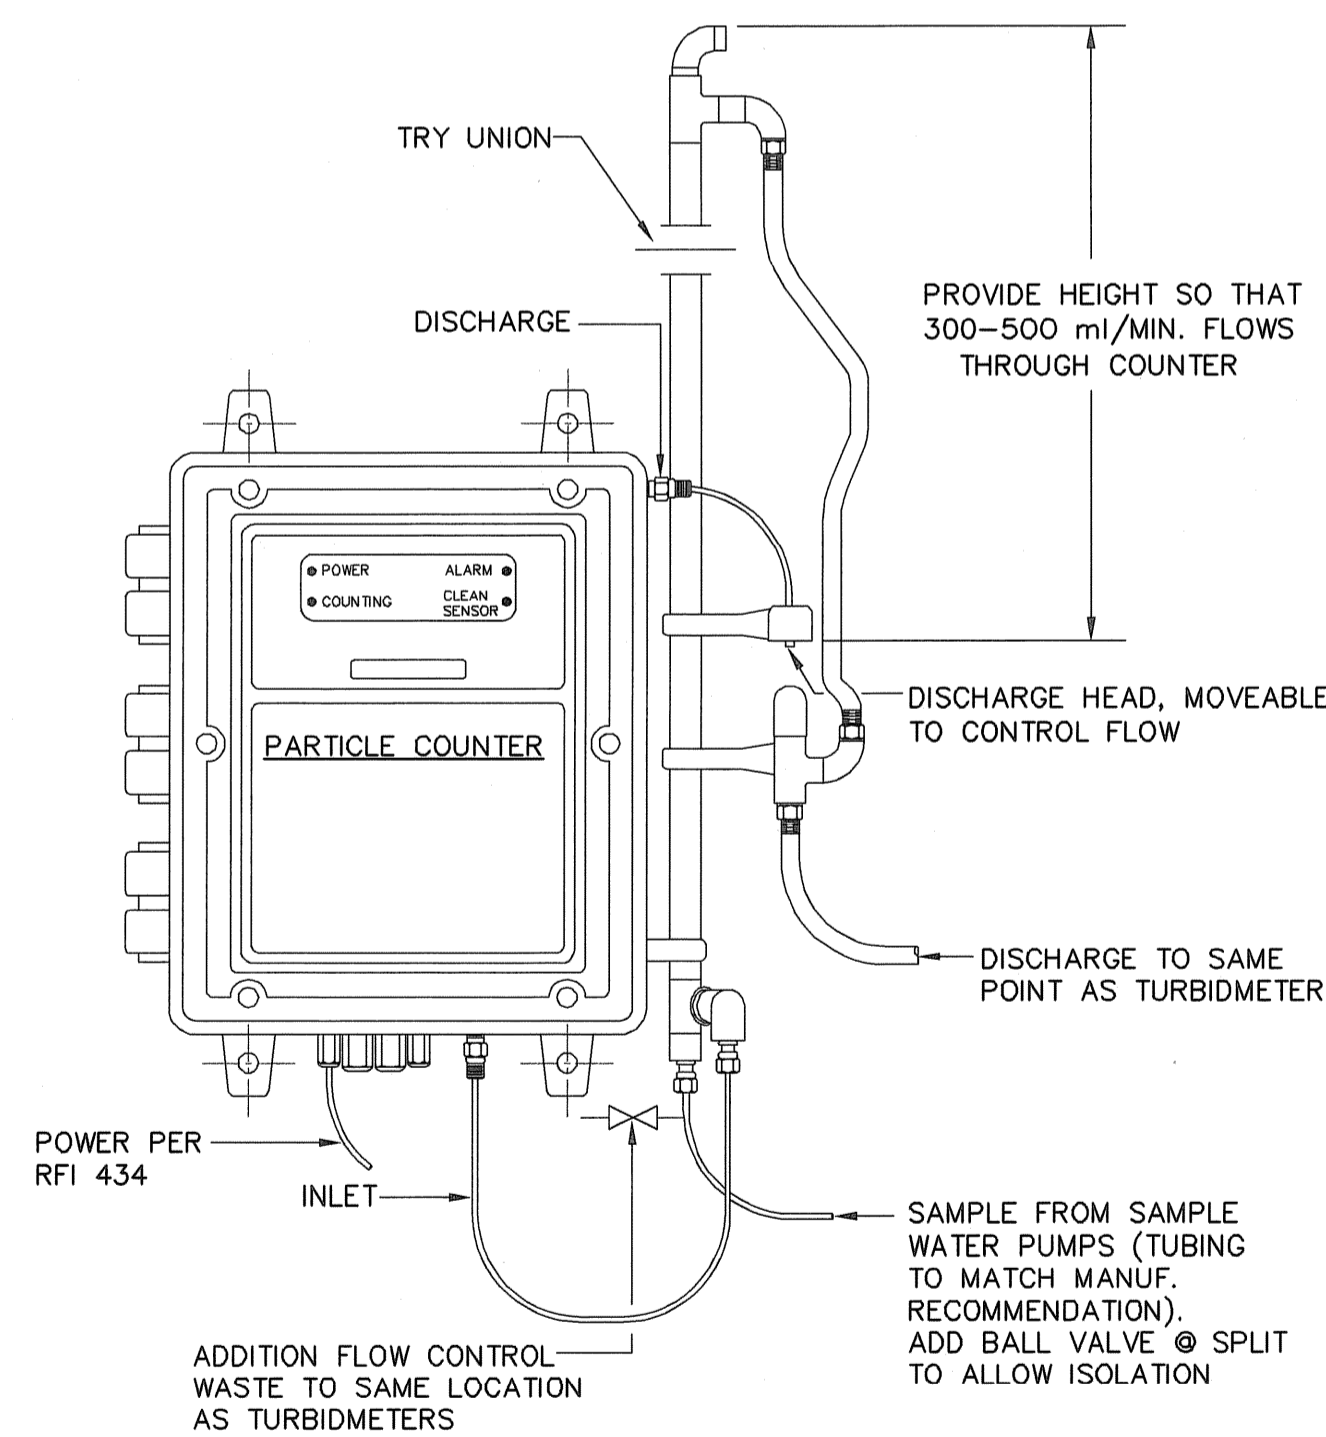 TRY UNION
PROVIDE HEIGHT SO THAT
300-500 ml/MIN. FLOWS
THROUGH COUNTER
DISCHARGE
POWER
ALARM
COUNTING
CLEAN
SENSOR
DISCHARGE HEAD, MOVEABLE
TO CONTROL FLOW
PARTICLE COUNTER
DISCHARGE TO SAME
POINT AS TURBIDMETER
POWER PER
RFI 434
INLET
SAMPLE FROM SAMPLE
WATER PUMPS (TUBING
TO MATCH MANUF.
RECOMMENDATION).
ADD BALL VALVE @ SPLIT
TO ALLOW ISOLATION
ADDITION FLOW CONTROL
WASTE TO SAME LOCATION
AS TURBIDMETERS